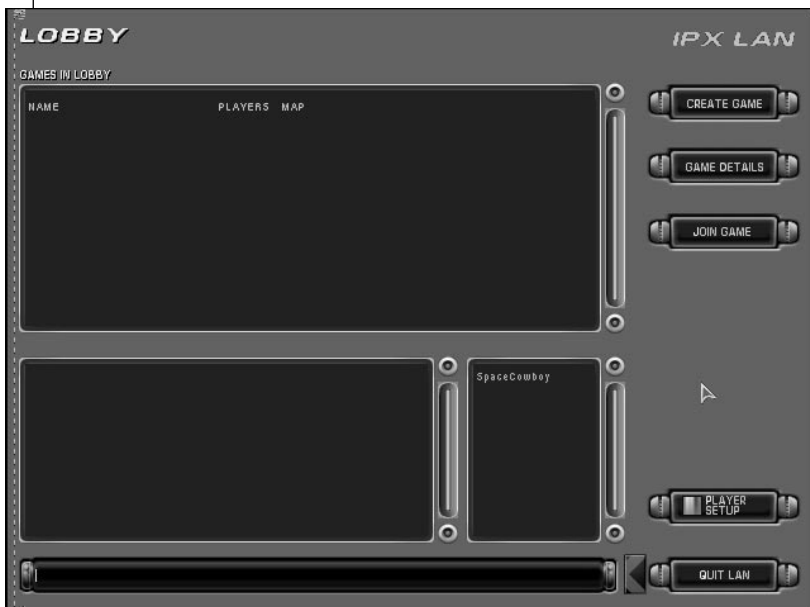 LOBBY
IPX LAN
GAMES IN LOBBY
NAME PLAYERS MAP
CREATE GAME
GAME DETAILS
JOIN GAME
SpaceCowboy
PLAYER
SETUP
QUIT LAN